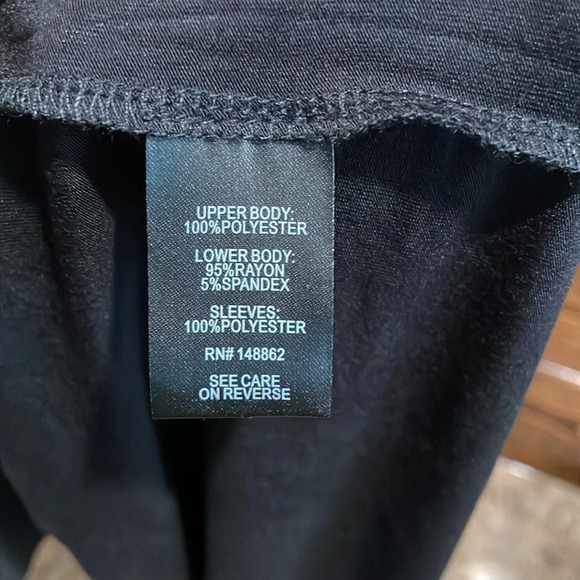 UPPER BODY:
100%POLYESTER
LOWER BODY:
95%RAYON
5%SPANDEX
SLEEVES:
100%POLYESTER
RN# 148862
SEE CARE
ON REVERSE